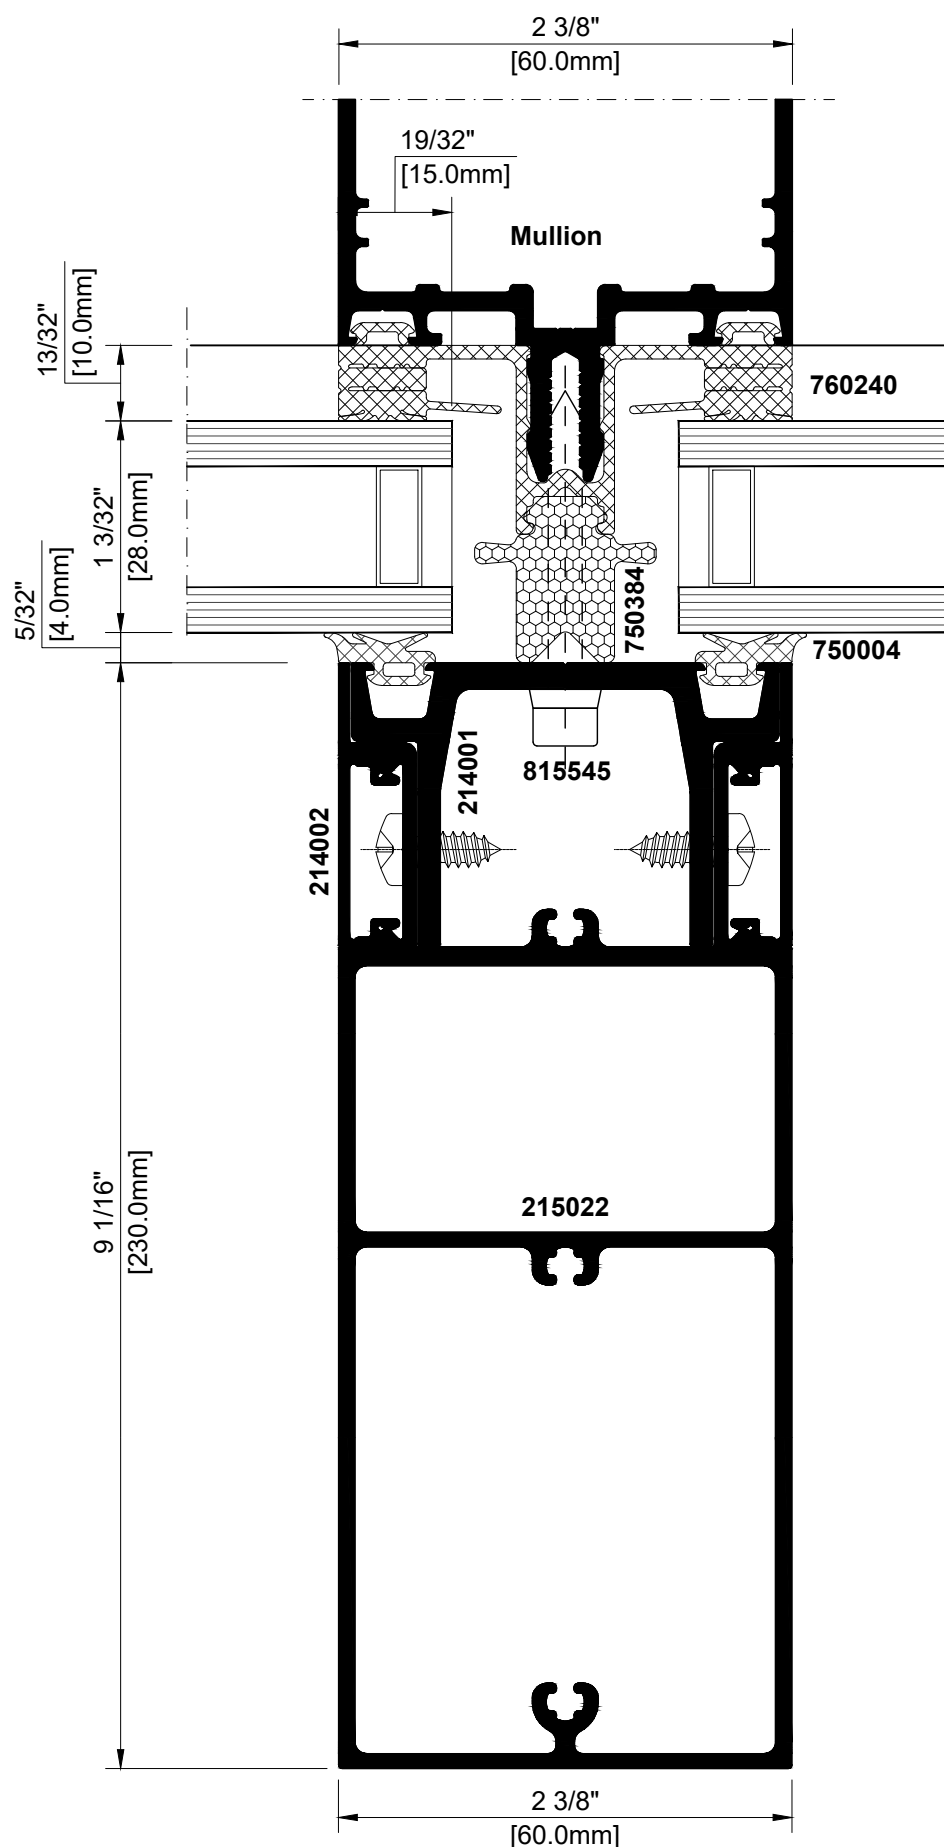 2 3/8"
[60.0mm]
19/32"
[15.0mm]
Mullion
13/32"
[10.0mm]
760240
1 3/32"
[28.0mm]
5/32"
[4.0mm]
750384
750004
214001
815545
214002
9 1/16"
[230.0mm]
215022
2 3/8"
[60.0mm]